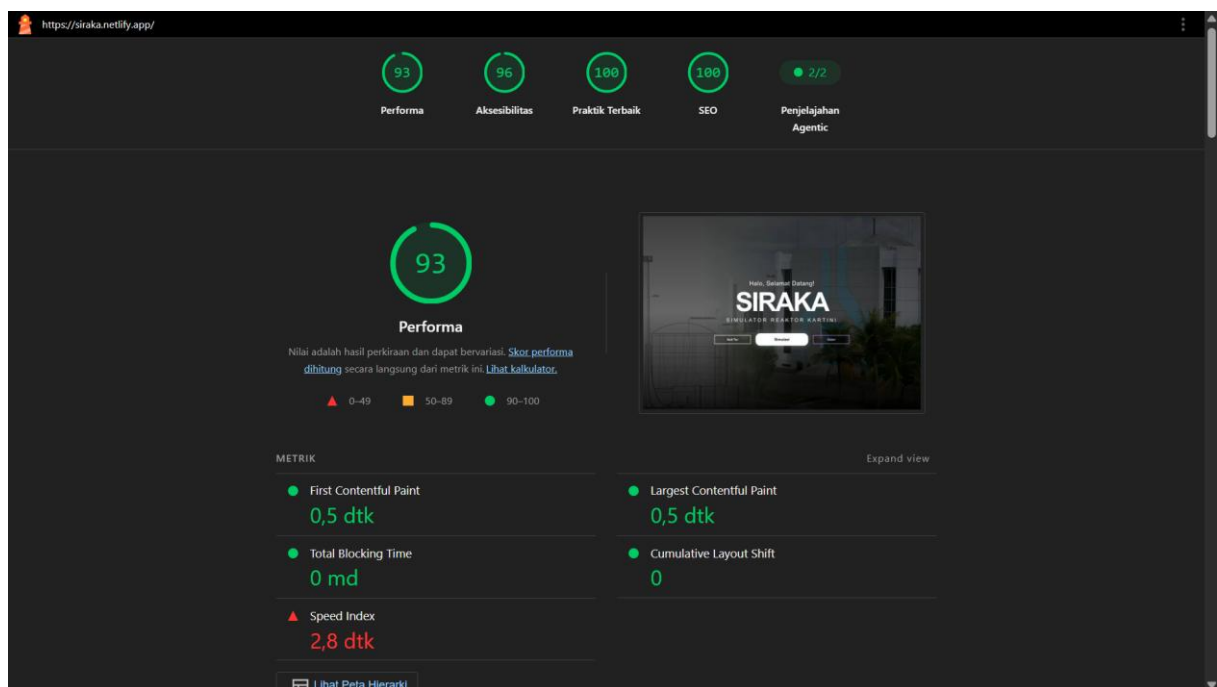 https://siraka.netlify.app/
93
96
100
100
2/2
Performa
Aksesibilitas
Praktik Terbaik
SEO
Penjelajahan
Agentic
93
Performa
Nilai adalah hasil perkiraan dan dapat bervariasi. Skor performa
dihitung secara langsung dari metrik ini. Lihat kalkulator.
0–49
50–89
90–100
Halo, Selamat Datang!
SIRAKA
SIMULATOR REAKTOR KARTINI
METRIK
Expand view
First Contentful Paint
0,5 dtk
Largest Contentful Paint
0,5 dtk
Total Blocking Time
0 md
Cumulative Layout Shift
0
Speed Index
2,8 dtk
Lihat Peta Hierarki